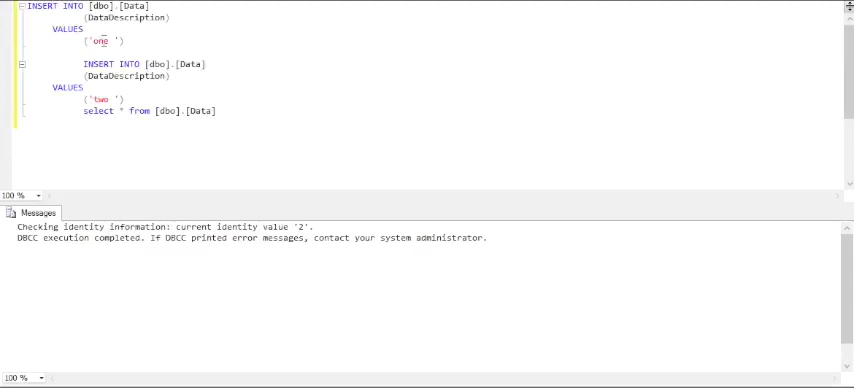 INSERT INTO [dbo].[Data]
(DataDescription)
VALUES
('one ')
INSERT INTO [dbo].[Data]
(DataDescription)
VALUES
('two ')
select * from [dbo].[Data]
100 %
Messages
Checking identity information: current identity value '2'.
DBCC execution completed. If DBCC printed error messages, contact your system administrator.
100 %